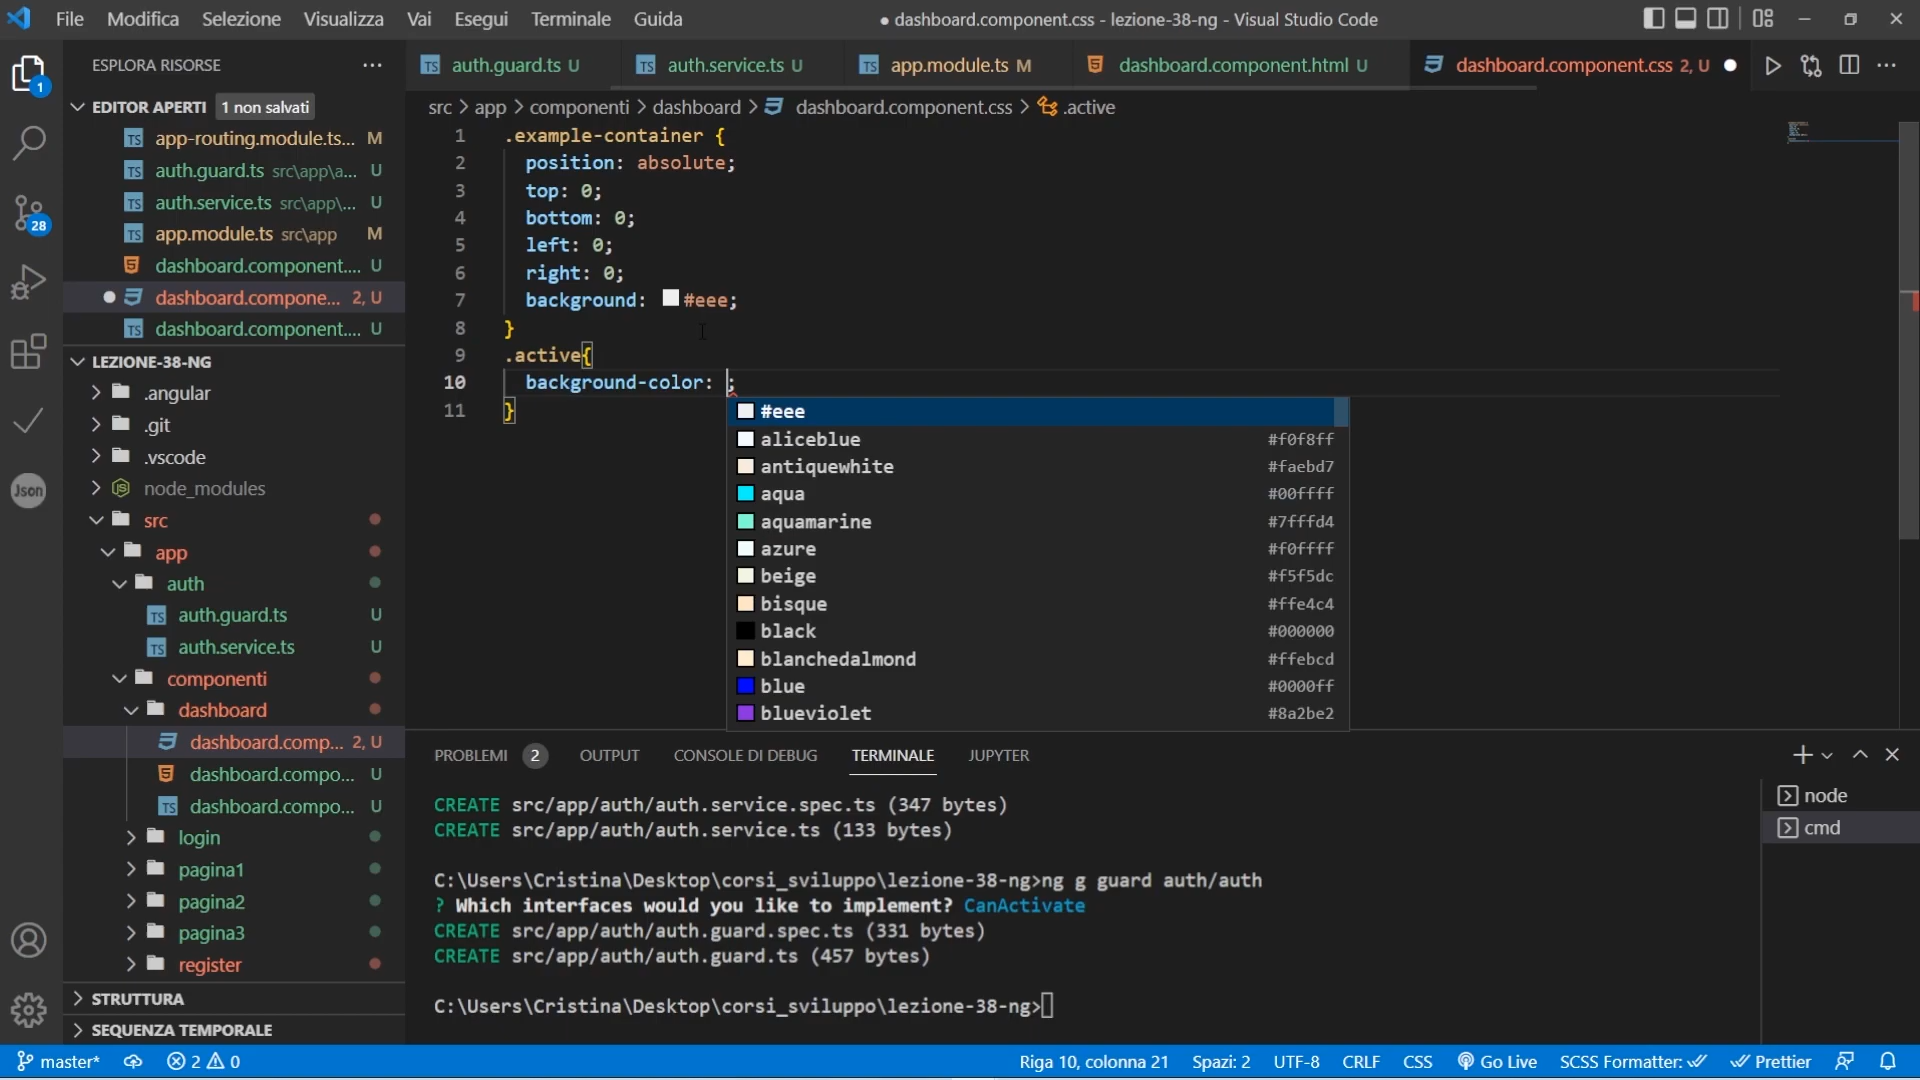 File Modifica Selezione Visualizza Vai Esegui Terminale Guida
● dashboard.component.css - lezione-38-ng - Visual Studio Code
ESPLORA RISORSE ...
EDITOR APERTI 1 non salvati
app-routing.module.ts... M
auth.guard.ts src\app\a... U
auth.service.ts src\app\... U
app.module.ts src\app M
dashboard.component.... U
dashboard.compone... 2, U
dashboard.component.... U
LEZIONE-38-NG
.angular
.git
.vscode
node_modules
src
app
auth
auth.guard.ts U
auth.service.ts U
componenti
dashboard
dashboard.comp... 2, U
dashboard.compo... U
dashboard.compo... U
login
pagina1
pagina2
pagina3
register
STRUTTURA
SEQUENZA TEMPORALE
1
28
Json
auth.guard.ts U
auth.service.ts U
app.module.ts M
dashboard.component.html U
dashboard.component.css 2, U
src > app > componenti > dashboard > dashboard.component.css > .active
1 .example-container {
2 position: absolute;
3 top: 0;
4 bottom: 0;
5 left: 0;
6 right: 0;
7 background: #eee;
8 }
9 .active{
10 background-color: ;
11 }
#eee
aliceblue #f0f8ff
antiquewhite #faebd7
aqua #00ffff
aquamarine #7fffd4
azure #f0ffff
beige #f5f5dc
bisque #ffe4c4
black #000000
blanchedalmond #ffebcd
blue #0000ff
blueviolet #8a2be2
PROBLEMI 2 OUTPUT CONSOLE DI DEBUG TERMINALE JUPYTER
CREATE src/app/auth/auth.service.spec.ts (347 bytes)
CREATE src/app/auth/auth.service.ts (133 bytes)
C:\Users\Cristina\Desktop\corsi_sviluppo\lezione-38-ng>ng g guard auth/auth
? Which interfaces would you like to implement? CanActivate
CREATE src/app/auth/auth.guard.spec.ts (331 bytes)
CREATE src/app/auth/auth.guard.ts (457 bytes)
C:\Users\Cristina\Desktop\corsi_sviluppo\lezione-38-ng>
node
cmd
master* 2 0 Riga 10, colonna 21 Spazi: 2 UTF-8 CRLF CSS Go Live SCSS Formatter: Prettier